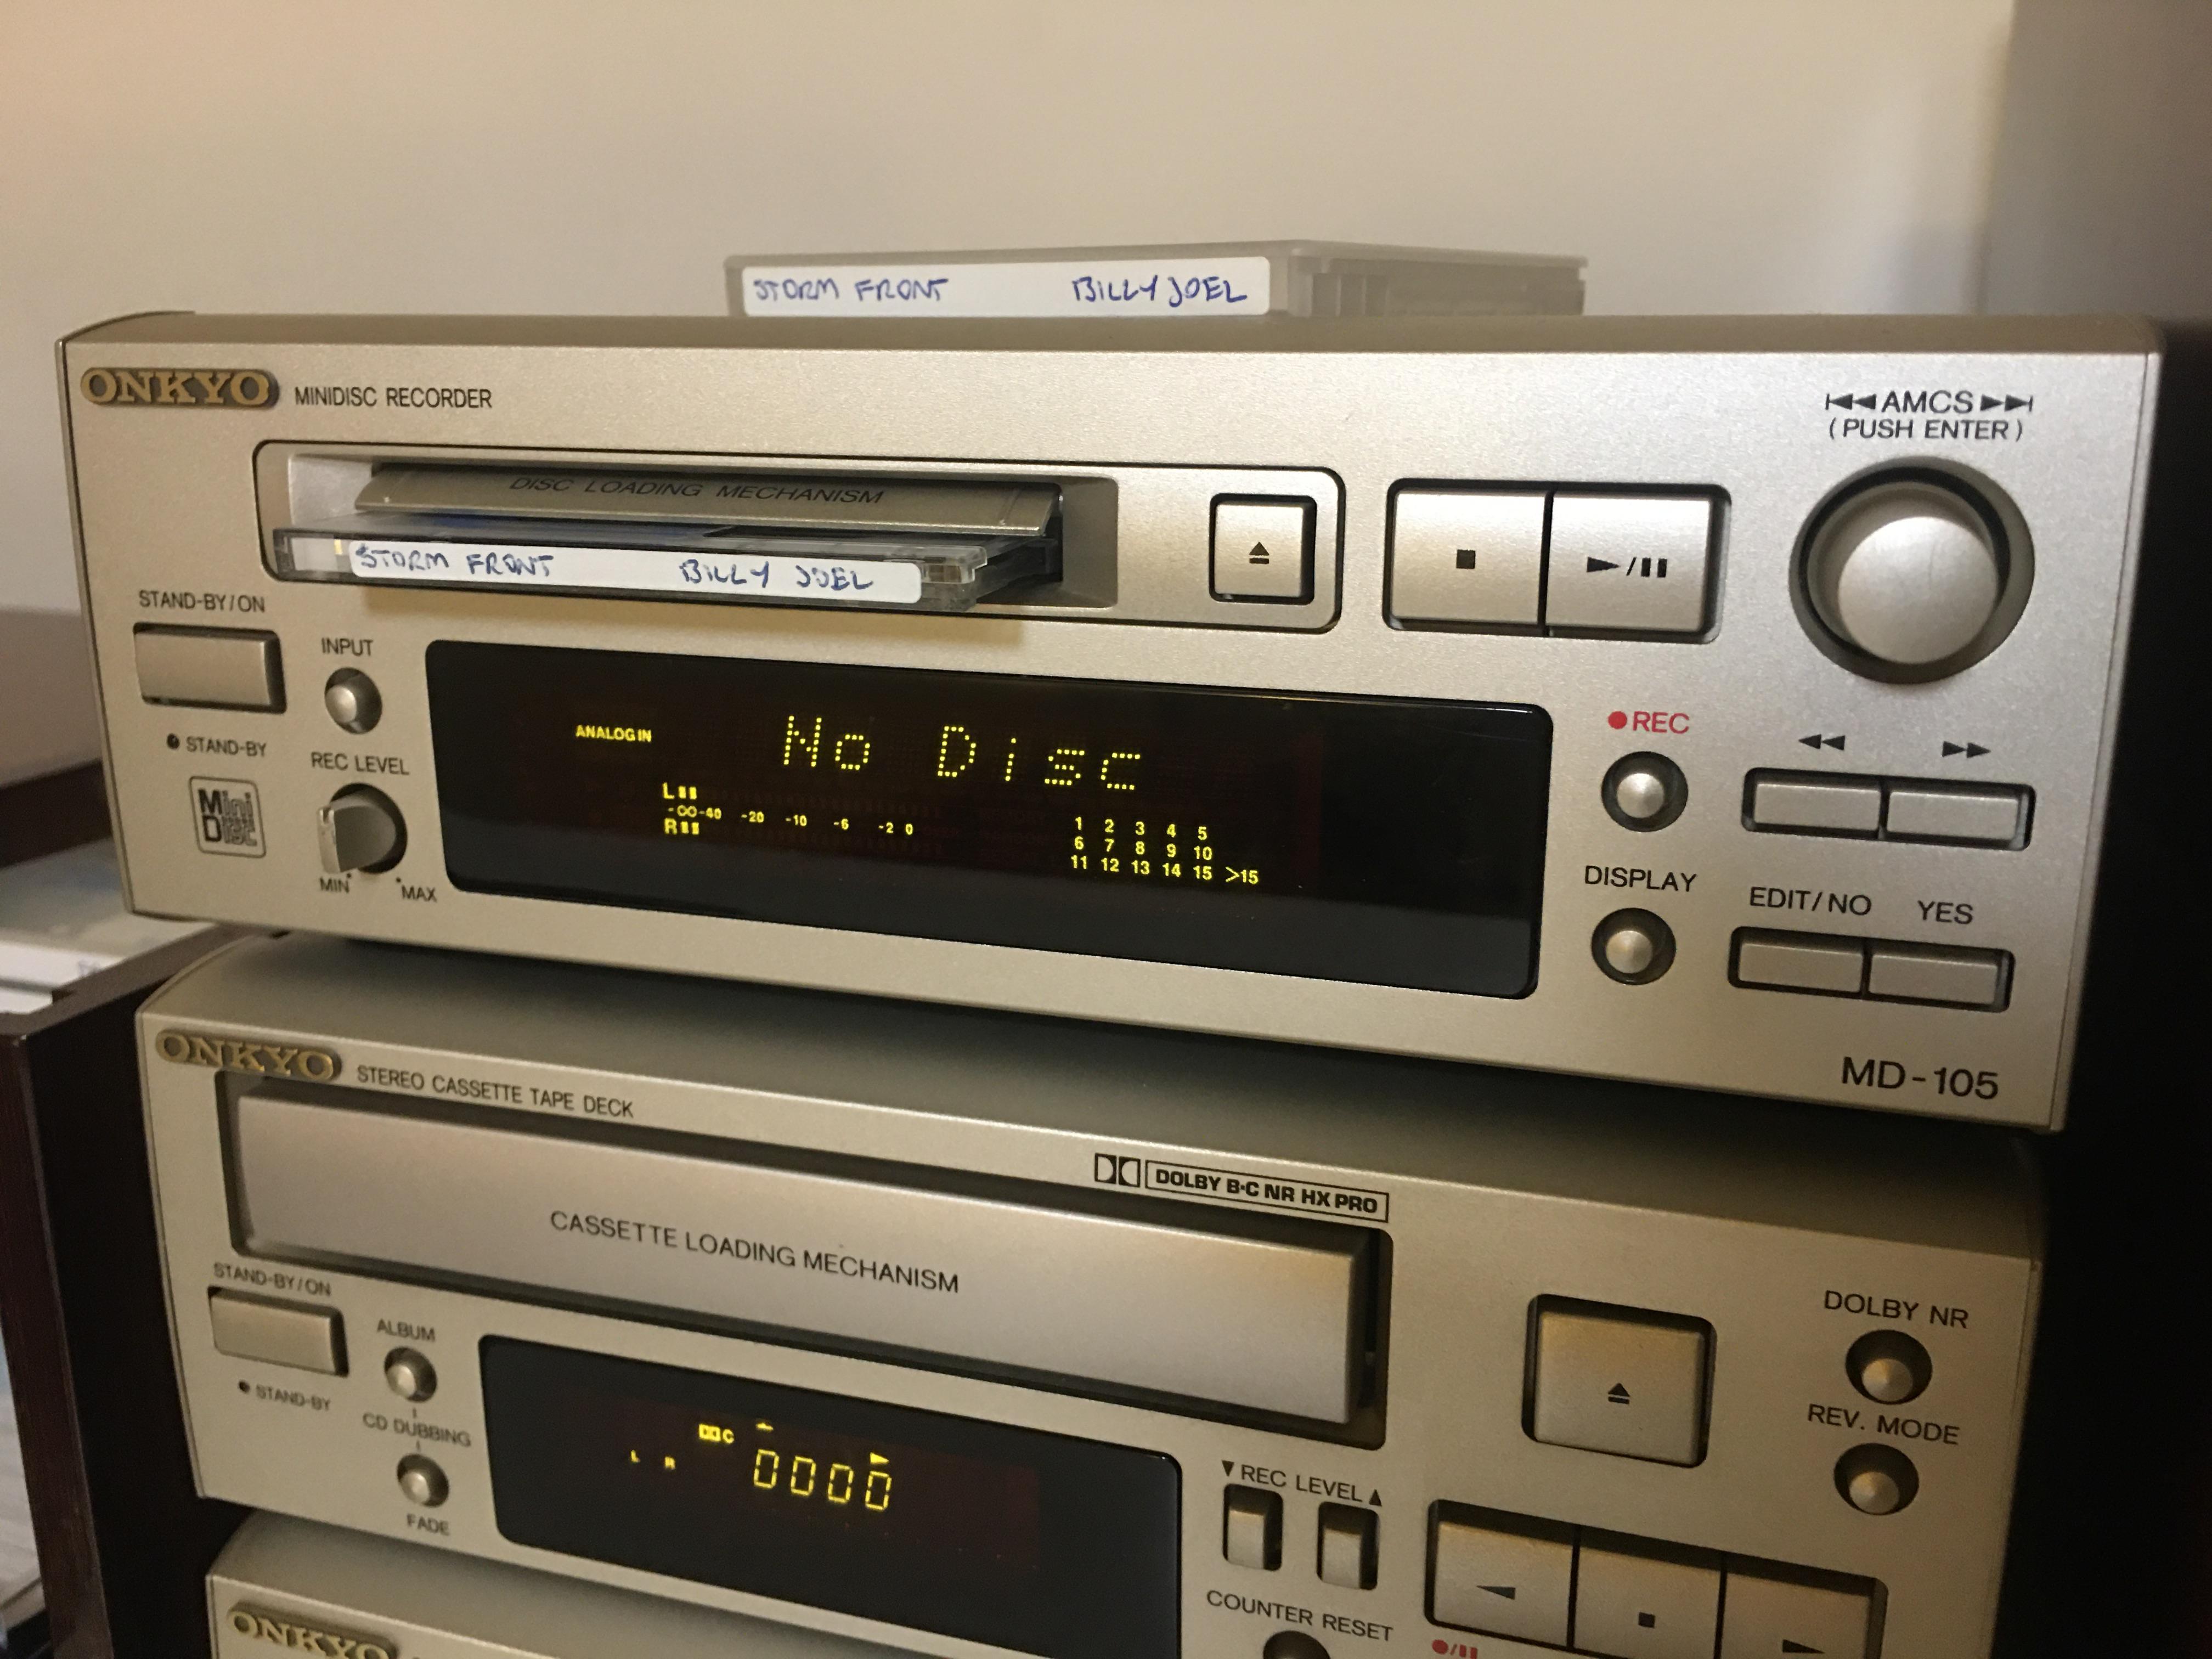 STORM FRONT BILLY JOEL
ONKYO MINIDISC RECORDER
AMCS
(PUSH ENTER)
DISC LOADING MECHANISM
STORM FRONT BILLY JOEL
STAND-BY/ON
INPUT
STAND-BY
REC LEVEL
MIN MAX
Mini
Disc
ANALOG IN
No Disc
L
-∞ -40 -20 -10 -6 -2 0
R
1 2 3 4 5
6 7 8 9 10
11 12 13 14 15 >15
REC
DISPLAY
EDIT/NO YES
MD-105
ONKYO STEREO CASSETTE TAPE DECK
DOLBY B·C NR HX PRO
CASSETTE LOADING MECHANISM
STAND-BY/ON
ALBUM
STAND-BY
CD DUBBING
FADE
C
L R
0000
DOLBY NR
REV. MODE
REC LEVEL
COUNTER RESET
ONKYO